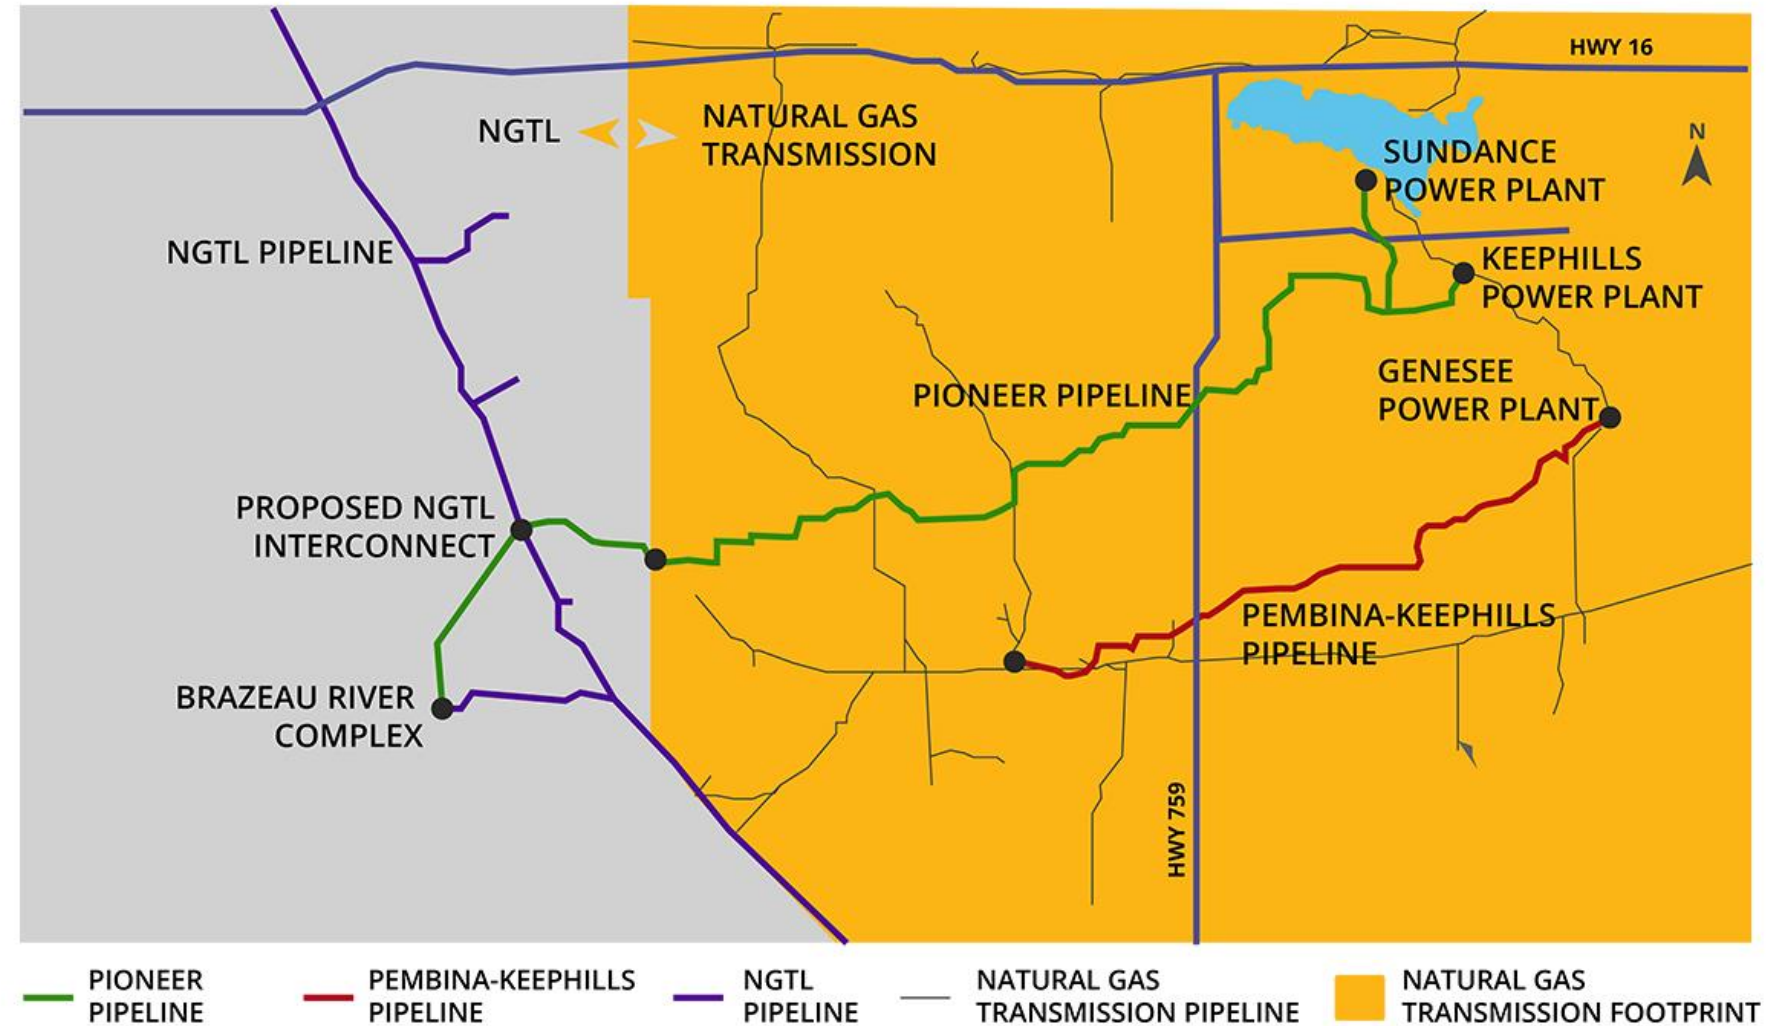 HWY 16
NGTL
NATURAL GAS
TRANSMISSION
N
SUNDANCE
POWER PLANT
NGTL PIPELINE
KEEPHILLS
POWER PLANT
PIONEER PIPELINE
GENESEE
POWER PLANT
PROPOSED NGTL
INTERCONNECT
PEMBINA-KEEPHILLS
PIPELINE
BRAZEAU RIVER
COMPLEX
HWY 759
PIONEER
PIPELINE
PEMBINA-KEEPHILLS
PIPELINE
NGTL
PIPELINE
NATURAL GAS
TRANSMISSION PIPELINE
NATURAL GAS
TRANSMISSION FOOTPRINT